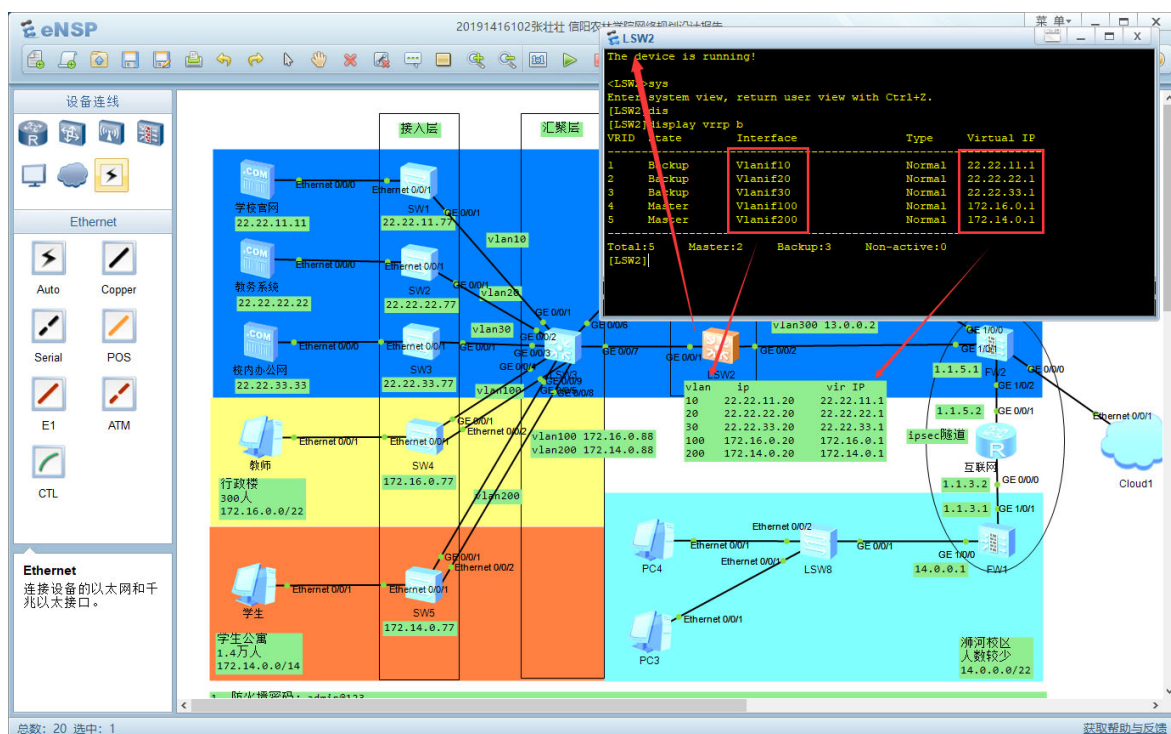 eNSP
20191416102张壮壮 信阳农林学院网络规划设计报告
菜 单
设备连线
Ethernet
Auto
Copper
Serial
POS
E1
ATM
CTL
Ethernet
连接设备的以太网和千
兆以太接口。
接入层
汇聚层
.COM
学校官网
22.22.11.11
Ethernet 0/0/0
Ethernet 0/0/1
SW1
GE 0/0/1
22.22.11.77
vlan10
.COM
教务系统
22.22.22.22
Ethernet 0/0/0
Ethernet 0/0/1
SW2
22.22.22.77
vlan20
.COM
校内办公网
22.22.33.33
Ethernet 0/0/0
Ethernet 0/0/1
SW3
GE 0/0/1
22.22.33.77
vlan30
GE 0/0/1
GE 0/0/2
GE 0/0/3
GE 0/0/4
GE 0/0/6
GE 0/0/7
GE 0/0/9
GE 0/0/8
vlan100
教师
Ethernet 0/0/1
Ethernet 0/0/1
GE 0/0/1
Ethernet 0/0/2
SW4
172.16.0.77
行政楼
300人
172.16.0.0/22
vlan100 172.16.0.88
vlan200 172.14.0.88
vlan200
学生
Ethernet 0/0/1
Ethernet 0/0/1
GE 0/0/1
Ethernet 0/0/2
SW5
172.14.0.77
学生公寓
1.4万人
172.14.0.0/14
LSW2
The device is running!
<LSW2>sys
Enter system view, return user view with Ctrl+Z.
[LSW2]dis
[LSW2]display vrrp b
VRID State Interface Type Virtual IP
1 Backup Vlanif10 Normal 22.22.11.1
2 Backup Vlanif20 Normal 22.22.22.1
3 Backup Vlanif30 Normal 22.22.33.1
4 Master Vlanif100 Normal 172.16.0.1
5 Master Vlanif200 Normal 172.14.0.1
Total:5 Master:2 Backup:3 Non-active:0
[LSW2]
vlan300 13.0.0.2
GE 0/0/1
LSW2
GE 0/0/2
GE 1/0/0
GE 1/0/1
FW2
GE 0/0/0
1.1.5.1
GE 1/0/2
vlan ip vir IP
10 22.22.11.20 22.22.11.1
20 22.22.22.20 22.22.22.1
30 22.22.33.20 22.22.33.1
100 172.16.0.20 172.16.0.1
200 172.14.0.20 172.14.0.1
1.1.5.2
GE 0/0/1
ipsec隧道
R
互联网
1.1.3.2
GE 0/0/0
Ethernet 0/0/1
Cloud1
1.1.3.1
GE 1/0/1
PC4
Ethernet 0/0/1
Ethernet 0/0/2
Ethernet 0/0/1
LSW8
GE 0/0/1
GE 1/0/0
14.0.0.1
FW1
PC3
Ethernet 0/0/1
浉河校区
人数较少
14.0.0.0/22
1、防火墙密码：admin@123
总数: 20 选中: 1
获取帮助与反馈